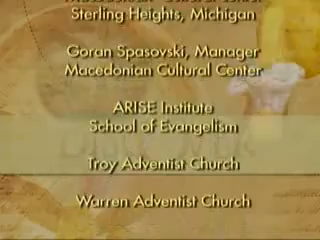 Sterling Heights, Michigan
Goran Spasovski, Manager
Macedonian Cultural Center
ARISE Institute
School of Evangelism
Troy Adventist Church
Warren Adventist Church